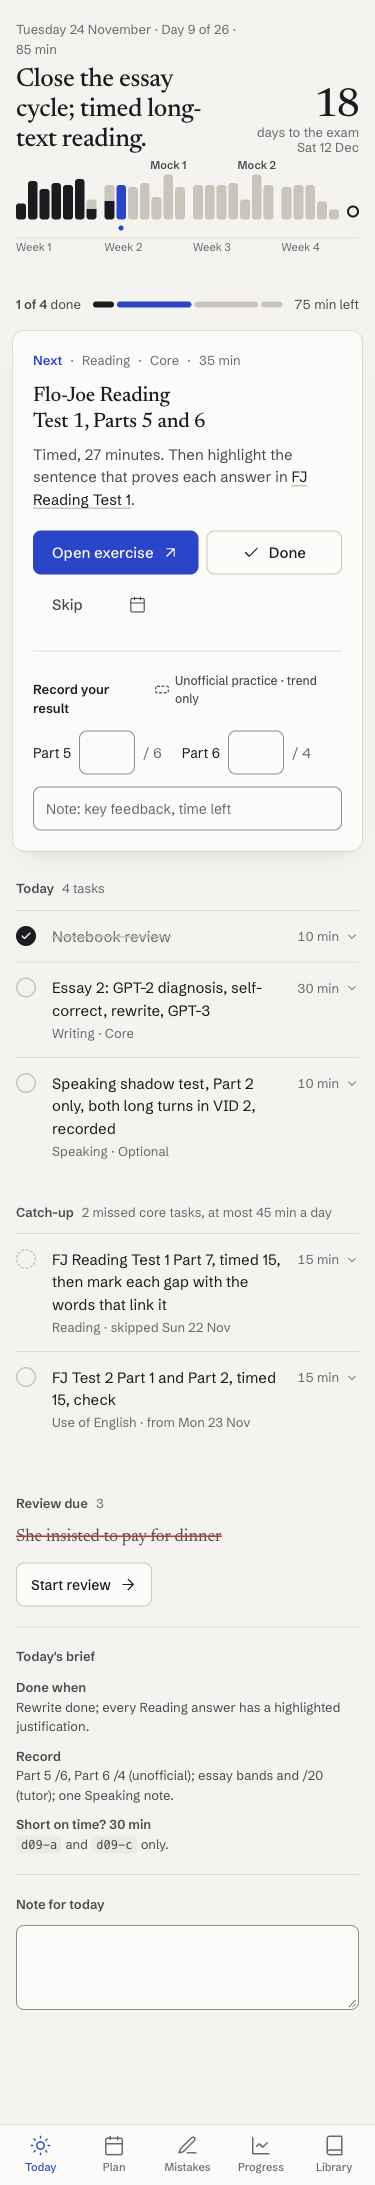 Tuesday 24 November · Day 9 of 26 ·
85 min
Close the essay
cycle; timed long-
text reading.
18
days to the exam
Sat 12 Dec
Mock 1
Mock 2
Week 1
Week 2
Week 3
Week 4
1 of 4 done
75 min left
Next · Reading · Core · 35 min
Flo-Joe Reading
Test 1, Parts 5 and 6
Timed, 27 minutes. Then highlight the
sentence that proves each answer in FJ
Reading Test 1.
Open exercise
Done
Skip
Record your
result
Unofficial practice · trend
only
Part 5 / 6 Part 6 / 4
Note: key feedback, time left
Today 4 tasks
Notebook review 10 min
Essay 2: GPT-2 diagnosis, self- 30 min
correct, rewrite, GPT-3
Writing · Core
Speaking shadow test, Part 2 10 min
only, both long turns in VID 2,
recorded
Speaking · Optional
Catch-up 2 missed core tasks, at most 45 min a day
FJ Reading Test 1 Part 7, timed 15, 15 min
then mark each gap with the
words that link it
Reading · skipped Sun 22 Nov
FJ Test 2 Part 1 and Part 2, timed 15 min
15, check
Use of English · from Mon 23 Nov
Review due 3
She insisted to pay for dinner
Start review
Today's brief
Done when
Rewrite done; every Reading answer has a highlighted
justification.
Record
Part 5 /6, Part 6 /4 (unofficial); essay bands and /20
(tutor); one Speaking note.
Short on time? 30 min
d09-a and d09-c only.
Note for today
Today
Plan
Mistakes
Progress
Library